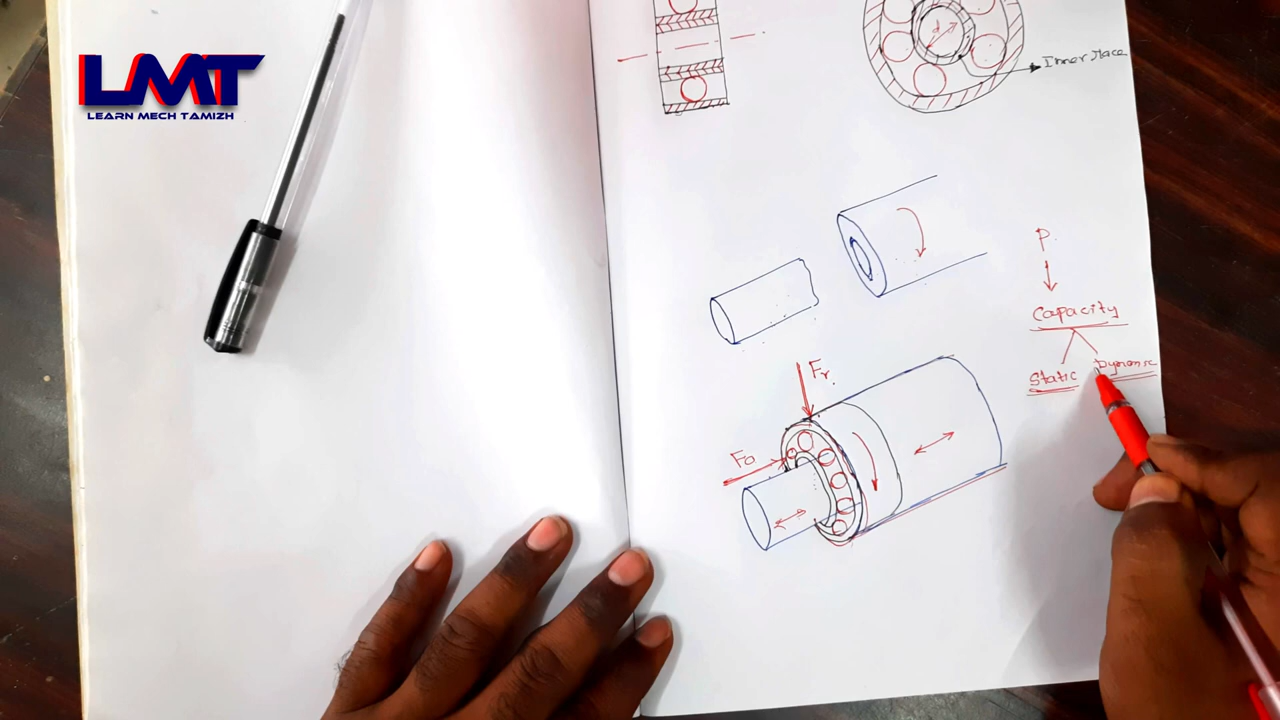 LMT
LEARN MECH TAMIZH
d
Inner race
P
Capacity
Static
Dynamic
Fr
Fa